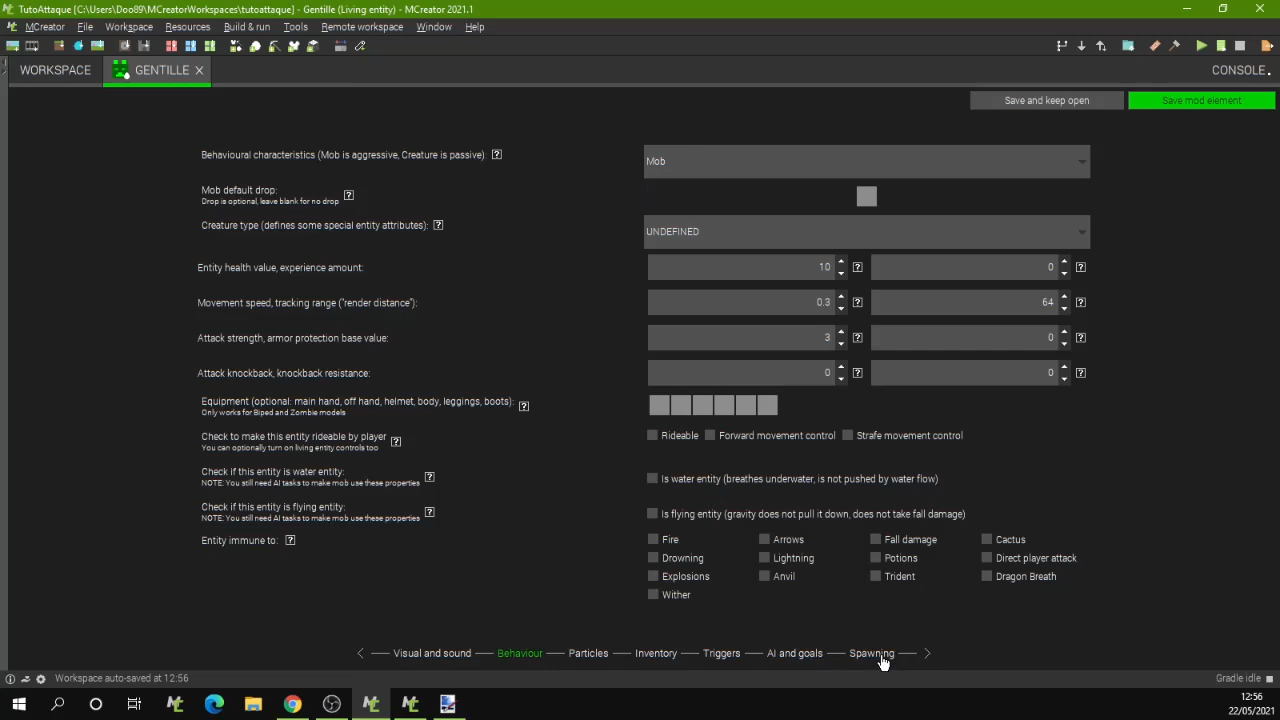 TutoAttaque [C:\Users\Doo89\MCreatorWorkspaces\tutoattaque] - Gentille (Living entity) - MCreator 2021.1
MCreator File Workspace Resources Build & run Tools Remote workspace Window Help
WORKSPACE GENTILLE CONSOLE
Save and keep open Save mod element
Behavioural characteristics (Mob is aggressive, Creature is passive): ? Mob
Mob default drop:
Drop is optional, leave blank for no drop ?
Creature type (defines some special entity attributes): ? UNDEFINED
Entity health value, experience amount: 10 ? 0 ?
Movement speed, tracking range ("render distance"): 0.3 ? 64 ?
Attack strength, armor protection base value: 3 ? 0 ?
Attack knockback, knockback resistance: 0 ? 0 ?
Equipment (optional: main hand, off hand, helmet, body, leggings, boots): ?
Only works for Biped and Zombie models
Check to make this entity rideable by player ? Rideable Forward movement control Strafe movement control
You can optionally turn on living entity controls too
Check if this entity is water entity: ? Is water entity (breathes underwater, is not pushed by water flow)
NOTE: You still need AI tasks to make mob use these properties
Check if this entity is flying entity: ? Is flying entity (gravity does not pull it down, does not take fall damage)
NOTE: You still need AI tasks to make mob use these properties
Entity immune to: ? Fire Arrows Fall damage Cactus
Drowning Lightning Potions Direct player attack
Explosions Anvil Trident Dragon Breath
Wither
Visual and sound Behaviour Particles Inventory Triggers AI and goals Spawning
Workspace auto-saved at 12:56 Gradle idle
12:56
22/05/2021